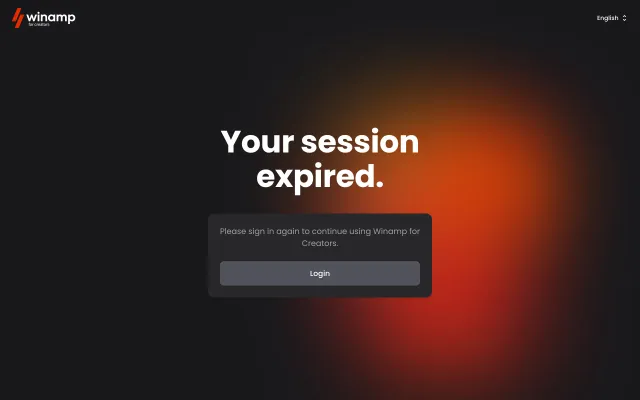 winamp
for creators
English
Your session
expired.
Please sign in again to continue using Winamp for
Creators.
Login